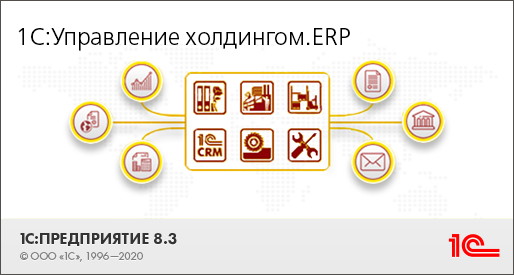 1С:Управление холдингом.ERP
1С
CRM
1С:ПРЕДПРИЯТИЕ 8.3
© ООО «1С», 1996—2020
1С